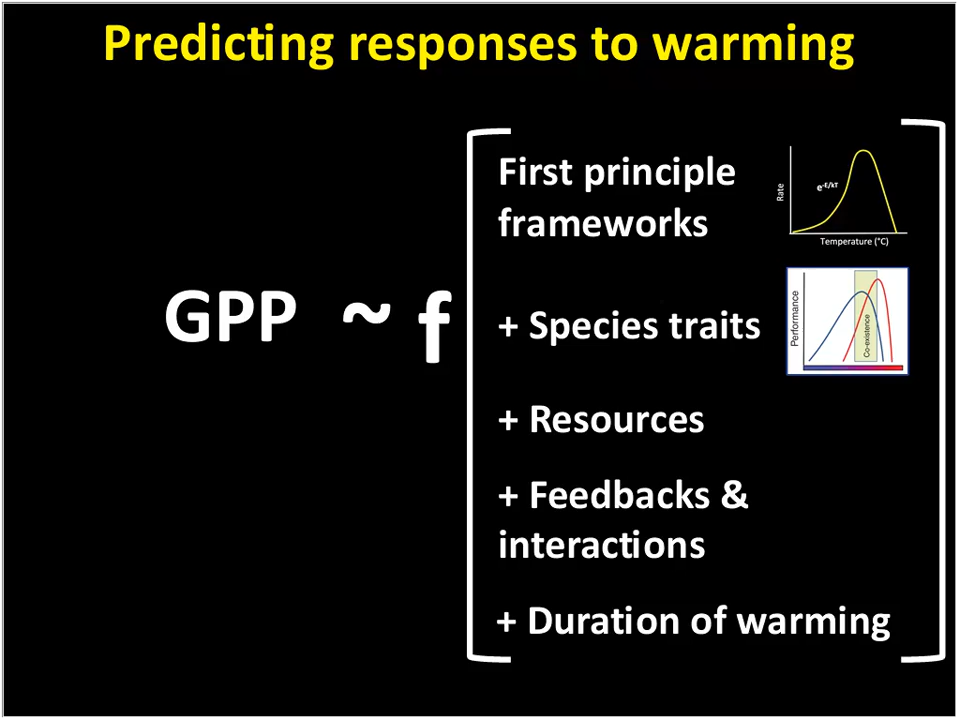 Predicting responses to warming
GPP ~ f
First principle
frameworks
Rate
e-E/kT
Temperature (°C)
+ Species traits
Performance
Co-existence
+ Resources
+ Feedbacks &
interactions
+ Duration of warming